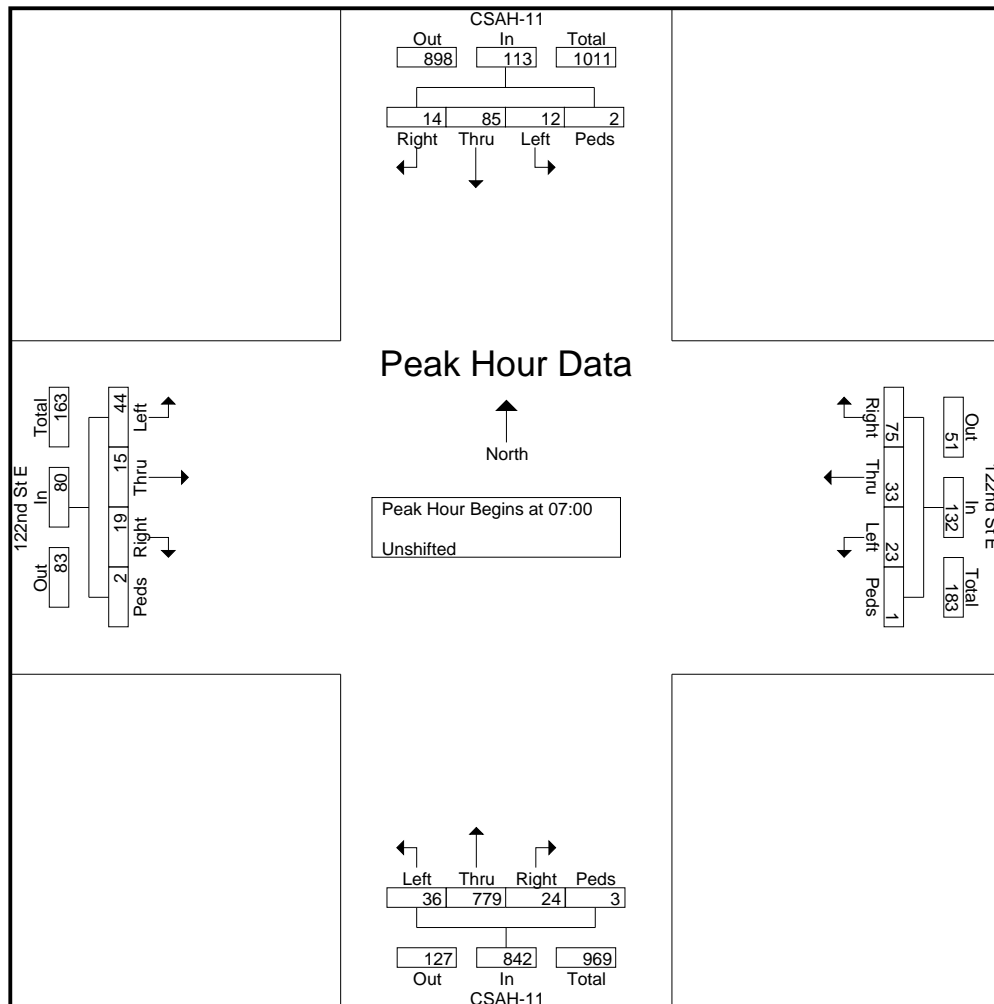 CSAH-11
Out In Total
898 113 1011
14 85 12 2
Right Thru Left Peds
Peak Hour Data
North
Peak Hour Begins at 07:00
Unshifted
122nd St E
Total In Out
163 80 83
44 15 19 2
Left Thru Right Peds
122nd St E
Out In Total
51 132 183
75 33 23 1
Right Thru Left Peds
Left Thru Right Peds
36 779 24 3
127 842 969
Out In Total
CSAH-11